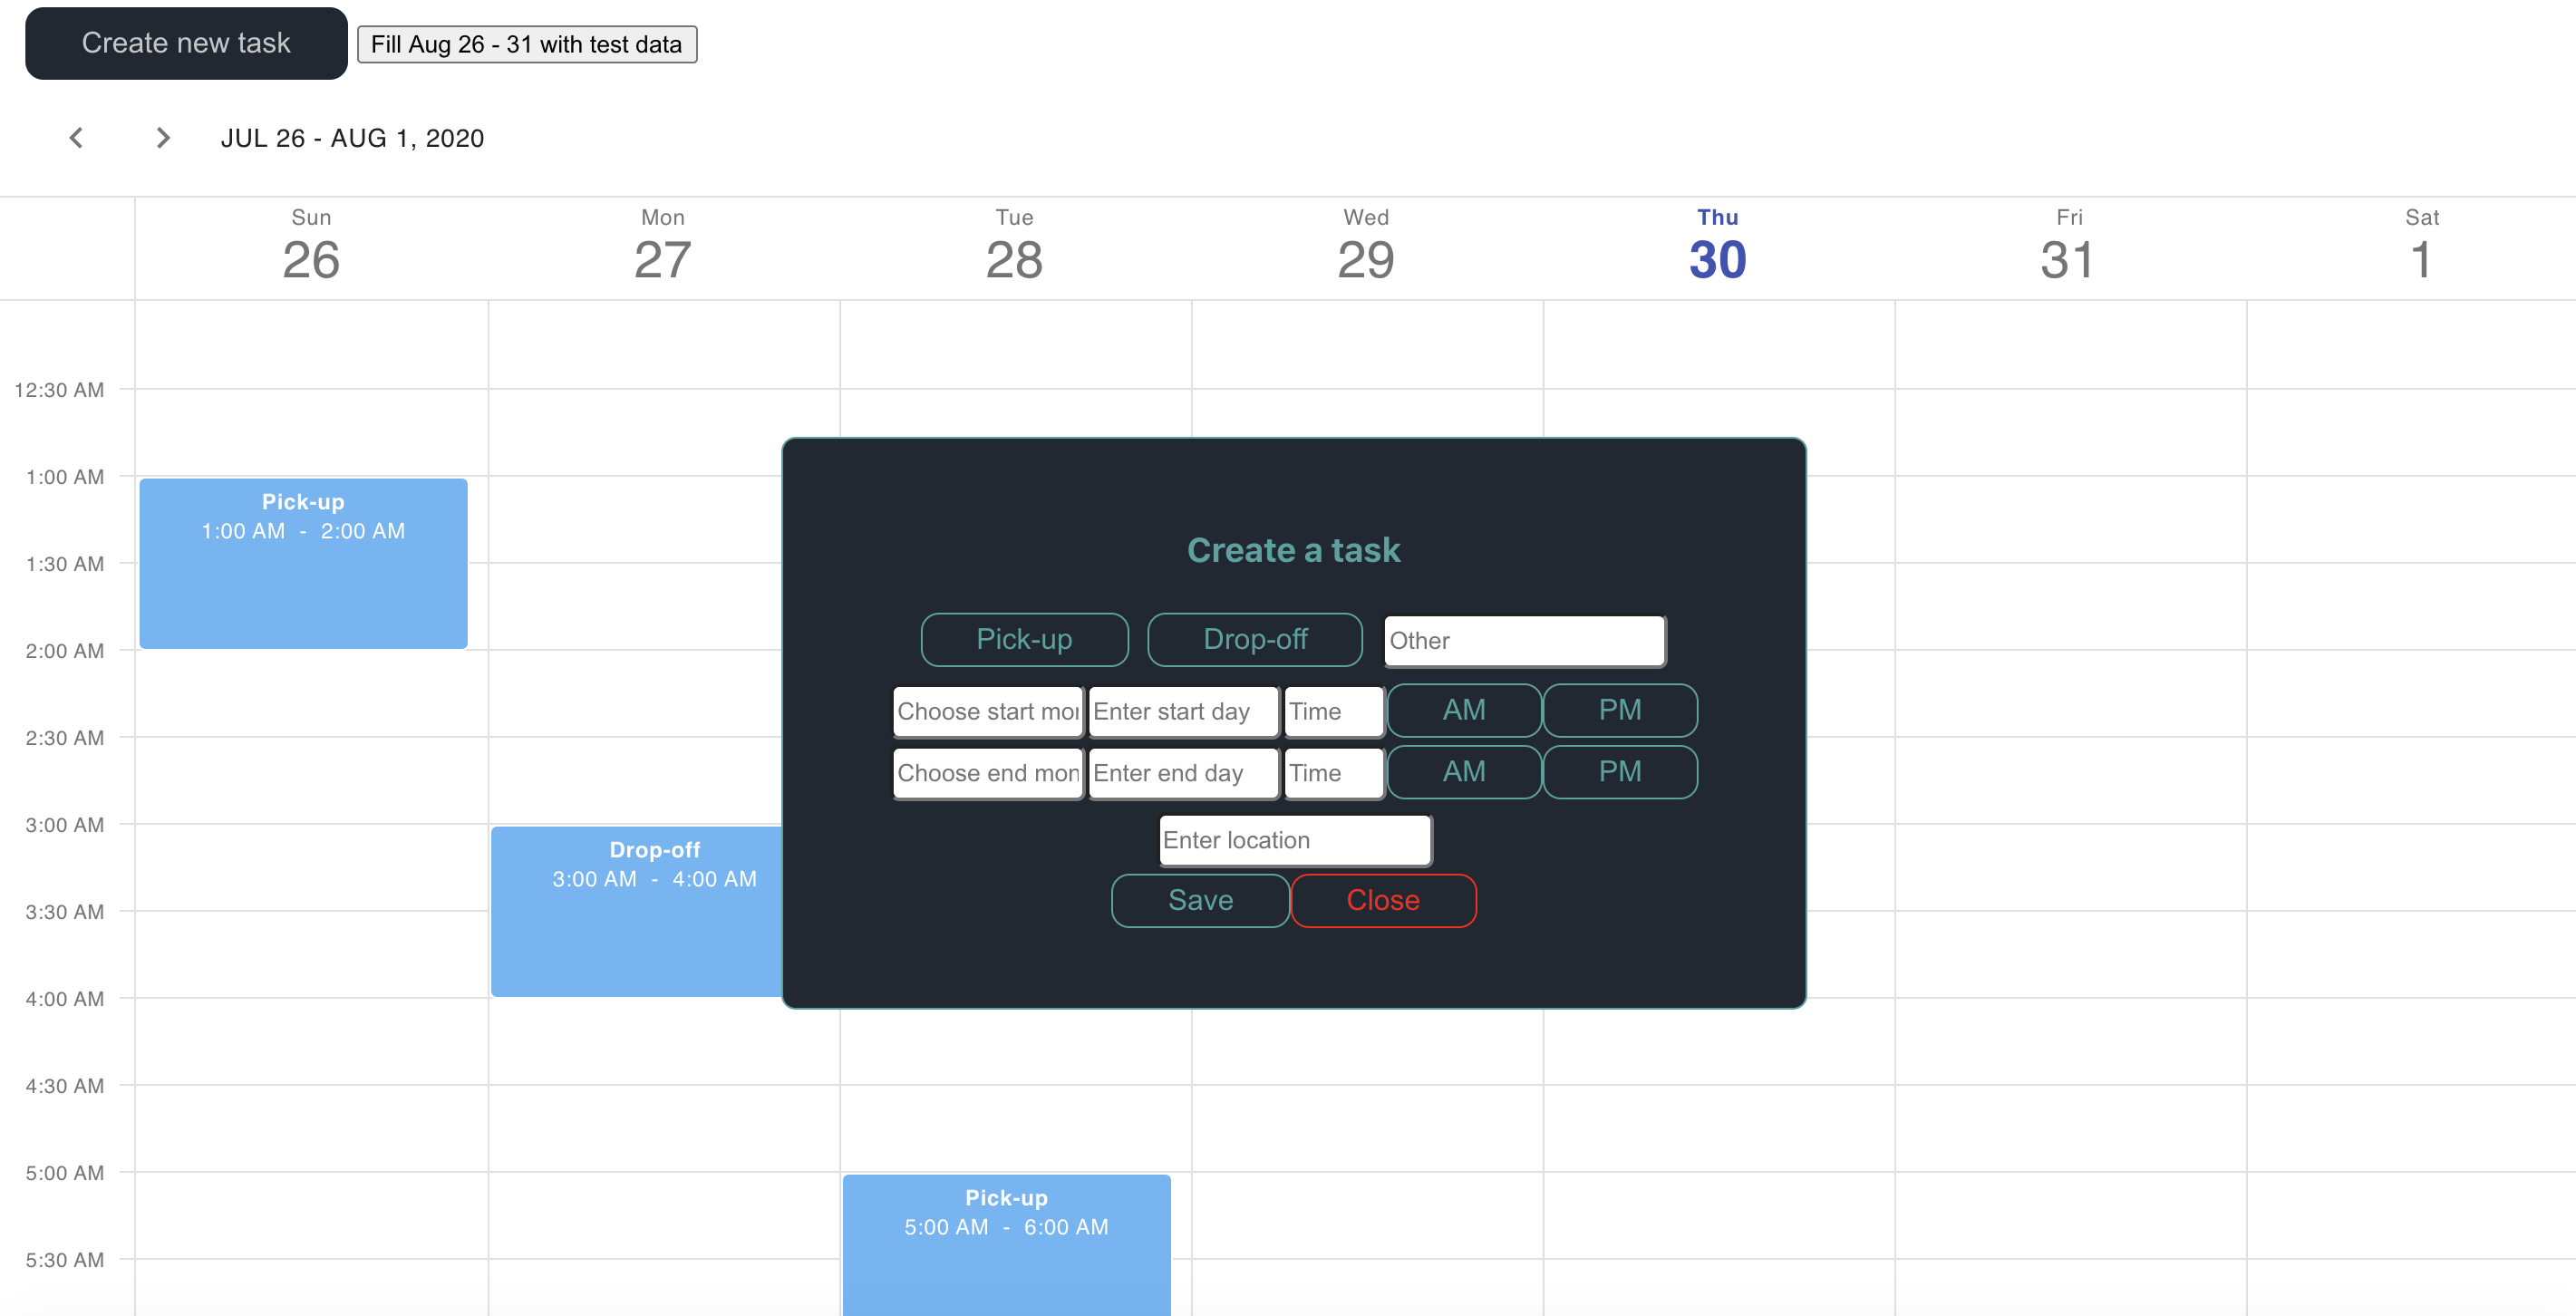 Create new task
Fill Aug 26 - 31 with test data
JUL 26 - AUG 1, 2020
Sun Mon Tue Wed Thu Fri Sat
26 27 28 29 30 31 1
12:30 AM
1:00 AM
Pick-up
1:00 AM - 2:00 AM
1:30 AM
2:00 AM
2:30 AM
3:00 AM
Drop-off
3:00 AM - 4:00 AM
3:30 AM
4:00 AM
4:30 AM
5:00 AM
Pick-up
5:00 AM - 6:00 AM
5:30 AM
Create a task
Pick-up Drop-off Other
Choose start mor Enter start day Time AM PM
Choose end mon Enter end day Time AM PM
Enter location
Save Close